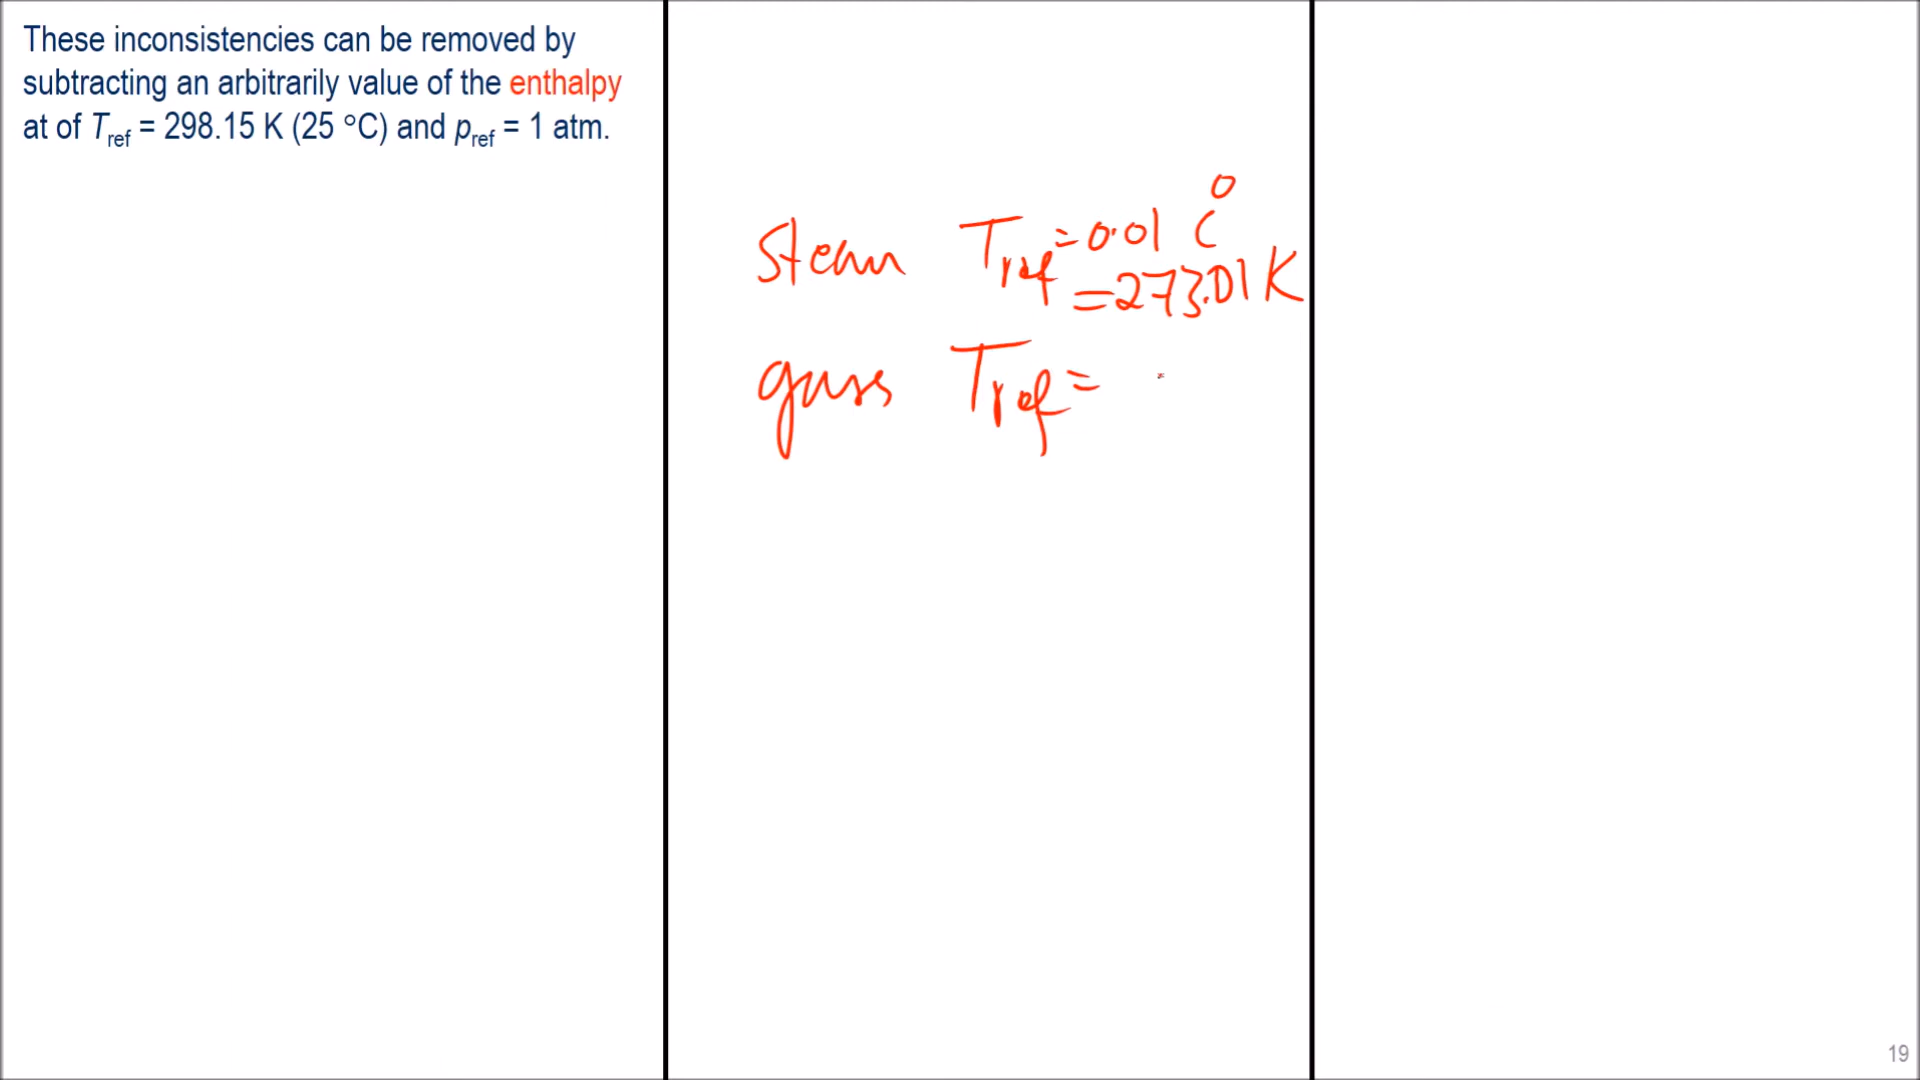 These inconsistencies can be removed by
subtracting an arbitrarily value of the enthalpy
at of Tref = 298.15 K (25 °C) and pref = 1 atm.
Steam Tref = 0.01 °C
= 273.01 K
gases Tref =
19